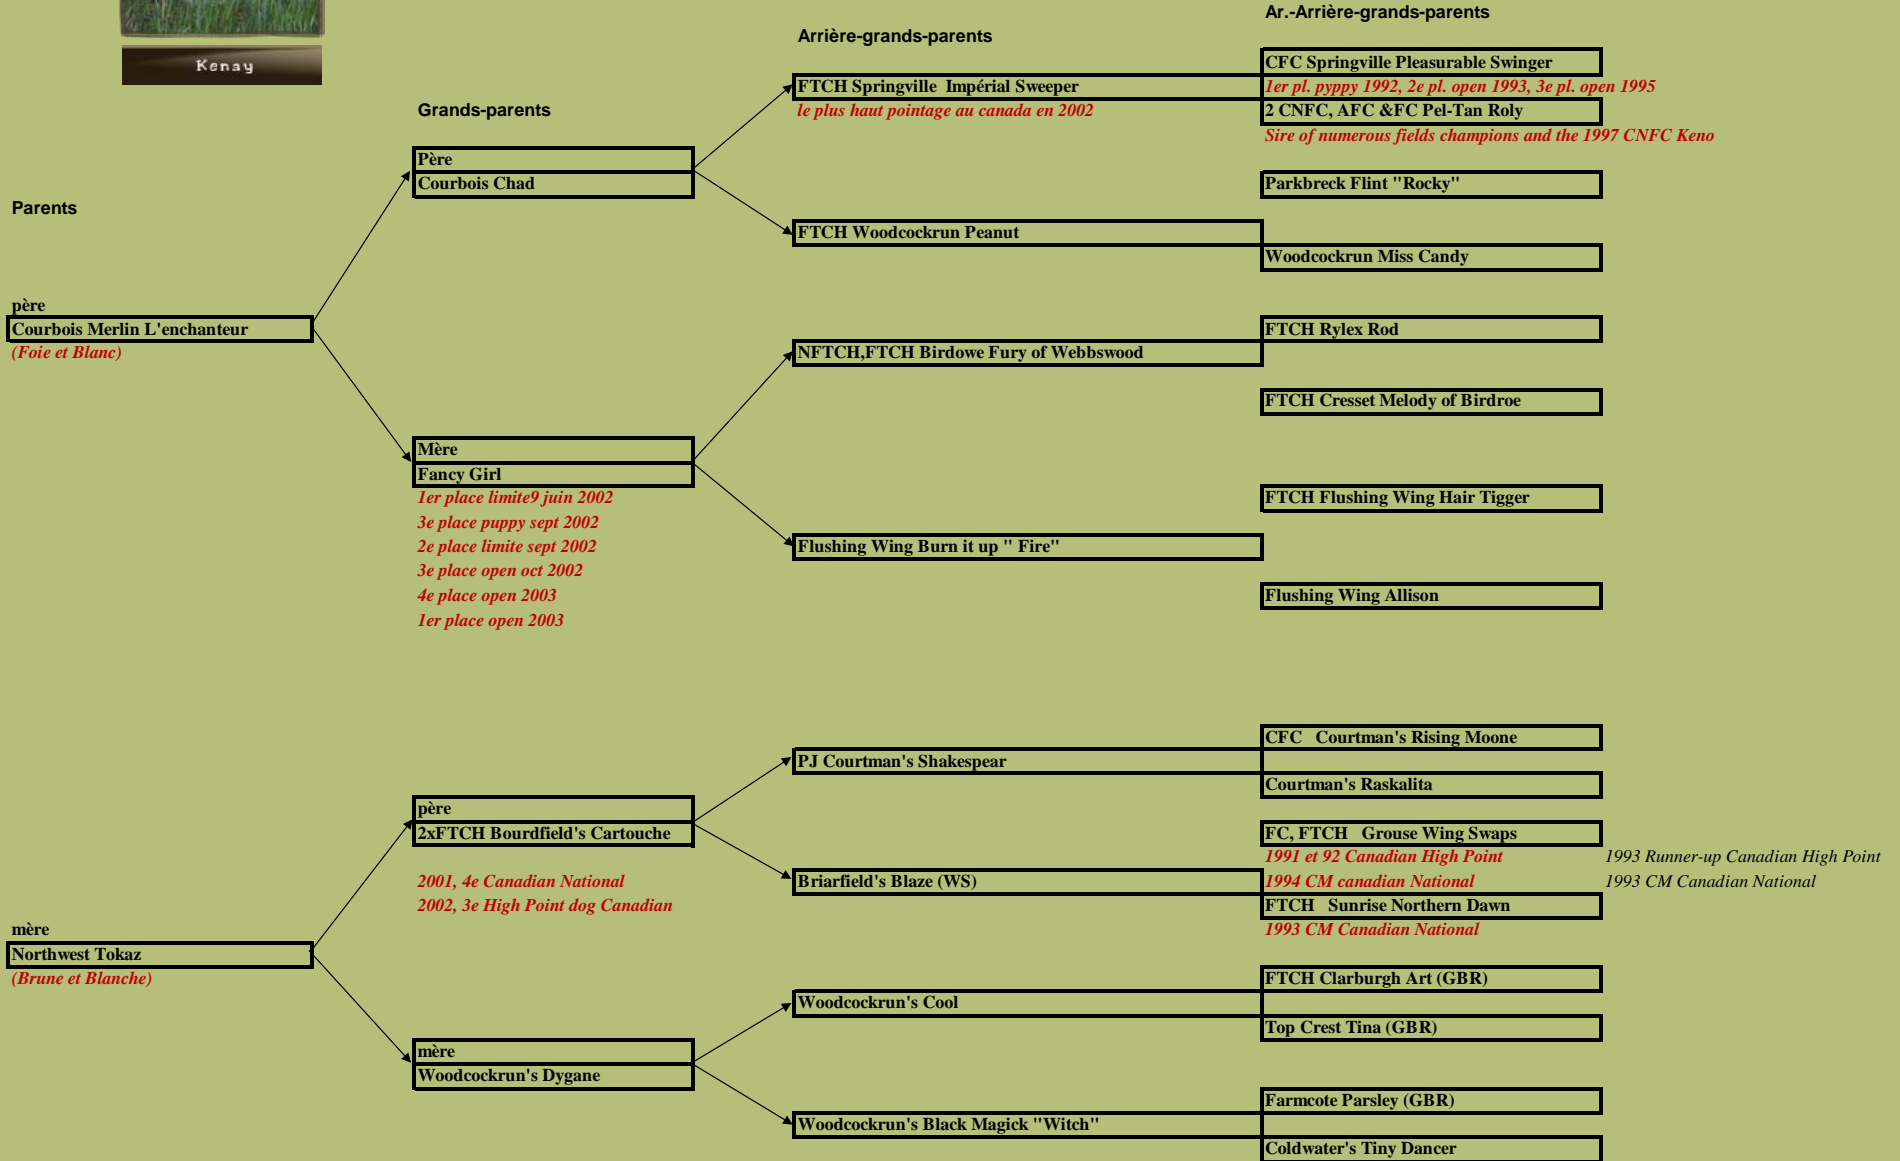 Kenay
Ar.-Arrière-grands-parents
Arrière-grands-parents
CFC Springville Pleasurable Swinger
FTCH Springville Impérial Sweeper
1er pl. pyppy 1992, 2e pl. open 1993, 3e pl. open 1995
Grands-parents
le plus haut pointage au canada en 2002
2 CNFC, AFC &FC Pel-Tan Roly
Sire of numerous fields champions and the 1997 CNFC Keno
Père
Courbois Chad
Parkbreck Flint "Rocky"
Parents
FTCH Woodcockrun Peanut
Woodcockrun Miss Candy
père
Courbois Merlin L'enchanteur
FTCH Rylex Rod
(Foie et Blanc)
NFTCH,FTCH Birdowe Fury of Webbswood
FTCH Cresset Melody of Birdroe
Mère
Fancy Girl
1er place limite9 juin 2002
FTCH Flushing Wing Hair Tigger
3e place puppy sept 2002
2e place limite sept 2002
Flushing Wing Burn it up " Fire"
3e place open oct 2002
4e place open 2003
Flushing Wing Allison
1er place open 2003
CFC Courtman's Rising Moone
PJ Courtman's Shakespear
Courtman's Raskalita
père
2xFTCH Bourdfield's Cartouche
FC, FTCH Grouse Wing Swaps
1991 et 92 Canadian High Point
1993 Runner-up Canadian High Point
2001, 4e Canadian National
Briarfield's Blaze (WS)
1994 CM canadian National
1993 CM Canadian National
2002, 3e High Point dog Canadian
FTCH Sunrise Northern Dawn
mère
1993 CM Canadian National
Northwest Tokaz
(Brune et Blanche)
FTCH Clarburgh Art (GBR)
Woodcockrun's Cool
Top Crest Tina (GBR)
mère
Woodcockrun's Dygane
Farmcote Parsley (GBR)
Woodcockrun's Black Magick "Witch"
Coldwater's Tiny Dancer